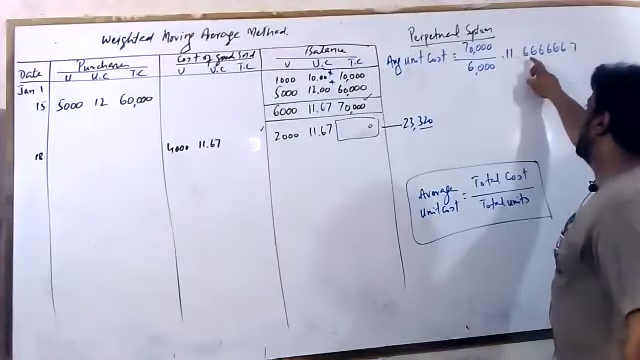 Weighted Moving Average Method.
Perpetual System
Avg Unit Cost = 70,000 / 6,000 . 11.66666667
Date Purchases Cost of goods Sold Balance
U U.C T.C U U.C T.C U U.C T.C
Jan 1 1000 10.00 10,000
15 5000 12 60,000 5000 12.00 60,000
6000 11.67 70,000
18 4000 11.67 2000 11.67 23,320
Average Unit Cost = Total Cost / Total units